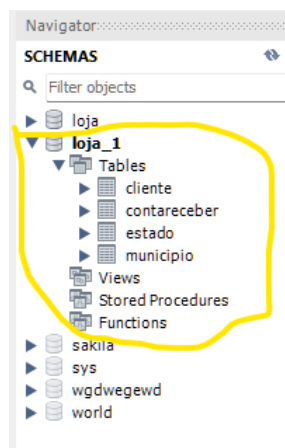 Navigator
SCHEMAS
Filter objects
loja
loja_1
Tables
cliente
contareceber
estado
municipio
Views
Stored Procedures
Functions
sakila
sys
wgdwegewd
world